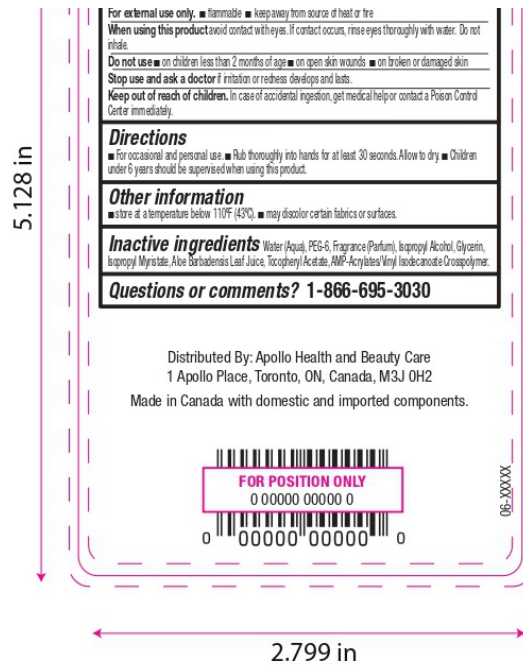 For external use only. ■ flammable ■ keep away from source of heat or fire
When using this product avoid contact with eyes. If contact occurs, rinse eyes thoroughly with water. Do not
inhale.
Do not use ■ on children less than 2 months of age ■ on open skin wounds ■ on broken or damaged skin
Stop use and ask a doctor if irritation or redness develops and lasts.
Keep out of reach of children. In case of accidental ingestion, get medical help or contact a Poison Control
Center immediately.
Directions
■ For occasional and personal use. ■ Rub thoroughly into hands for at least 30 seconds. Allow to dry. ■ Children
under 6 years should be supervised when using this product.
Other information
■ store at a temperature below 110ºF (43ºC). ■ may discolor certain fabrics or surfaces.
Inactive ingredients Water (Aqua), PEG-6, Fragrance (Parfum), Isopropyl Alcohol, Glycerin,
Isopropyl Myristate, Aloe Barbadensis Leaf Juice, Tocopheryl Acetate, AMP-Acrylates/Vinyl Isodecanoate Crosspolymer.
Questions or comments? 1-866-695-3030
Distributed By: Apollo Health and Beauty Care
1 Apollo Place, Toronto, ON, Canada, M3J 0H2
Made in Canada with domestic and imported components.
FOR POSITION ONLY
0 00000 00000 0
0 00000 00000 0
06-XXXXX
5.128 in
2.799 in